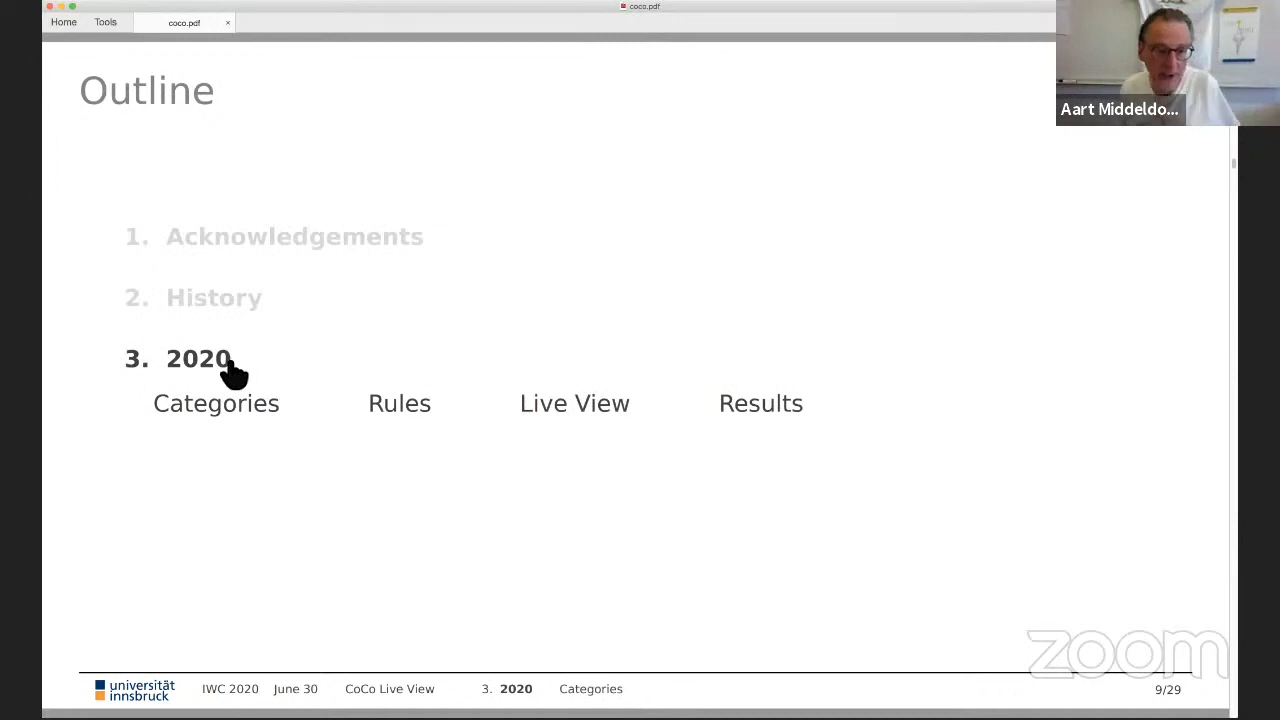 coco.pdf
Home Tools coco.pdf ×
Aart Middeldo...
Outline
1. Acknowledgements
2. History
3. 2020
Categories Rules Live View Results
zoom
universität
innsbruck
IWC 2020 June 30 CoCo Live View 3. 2020 Categories 9/29